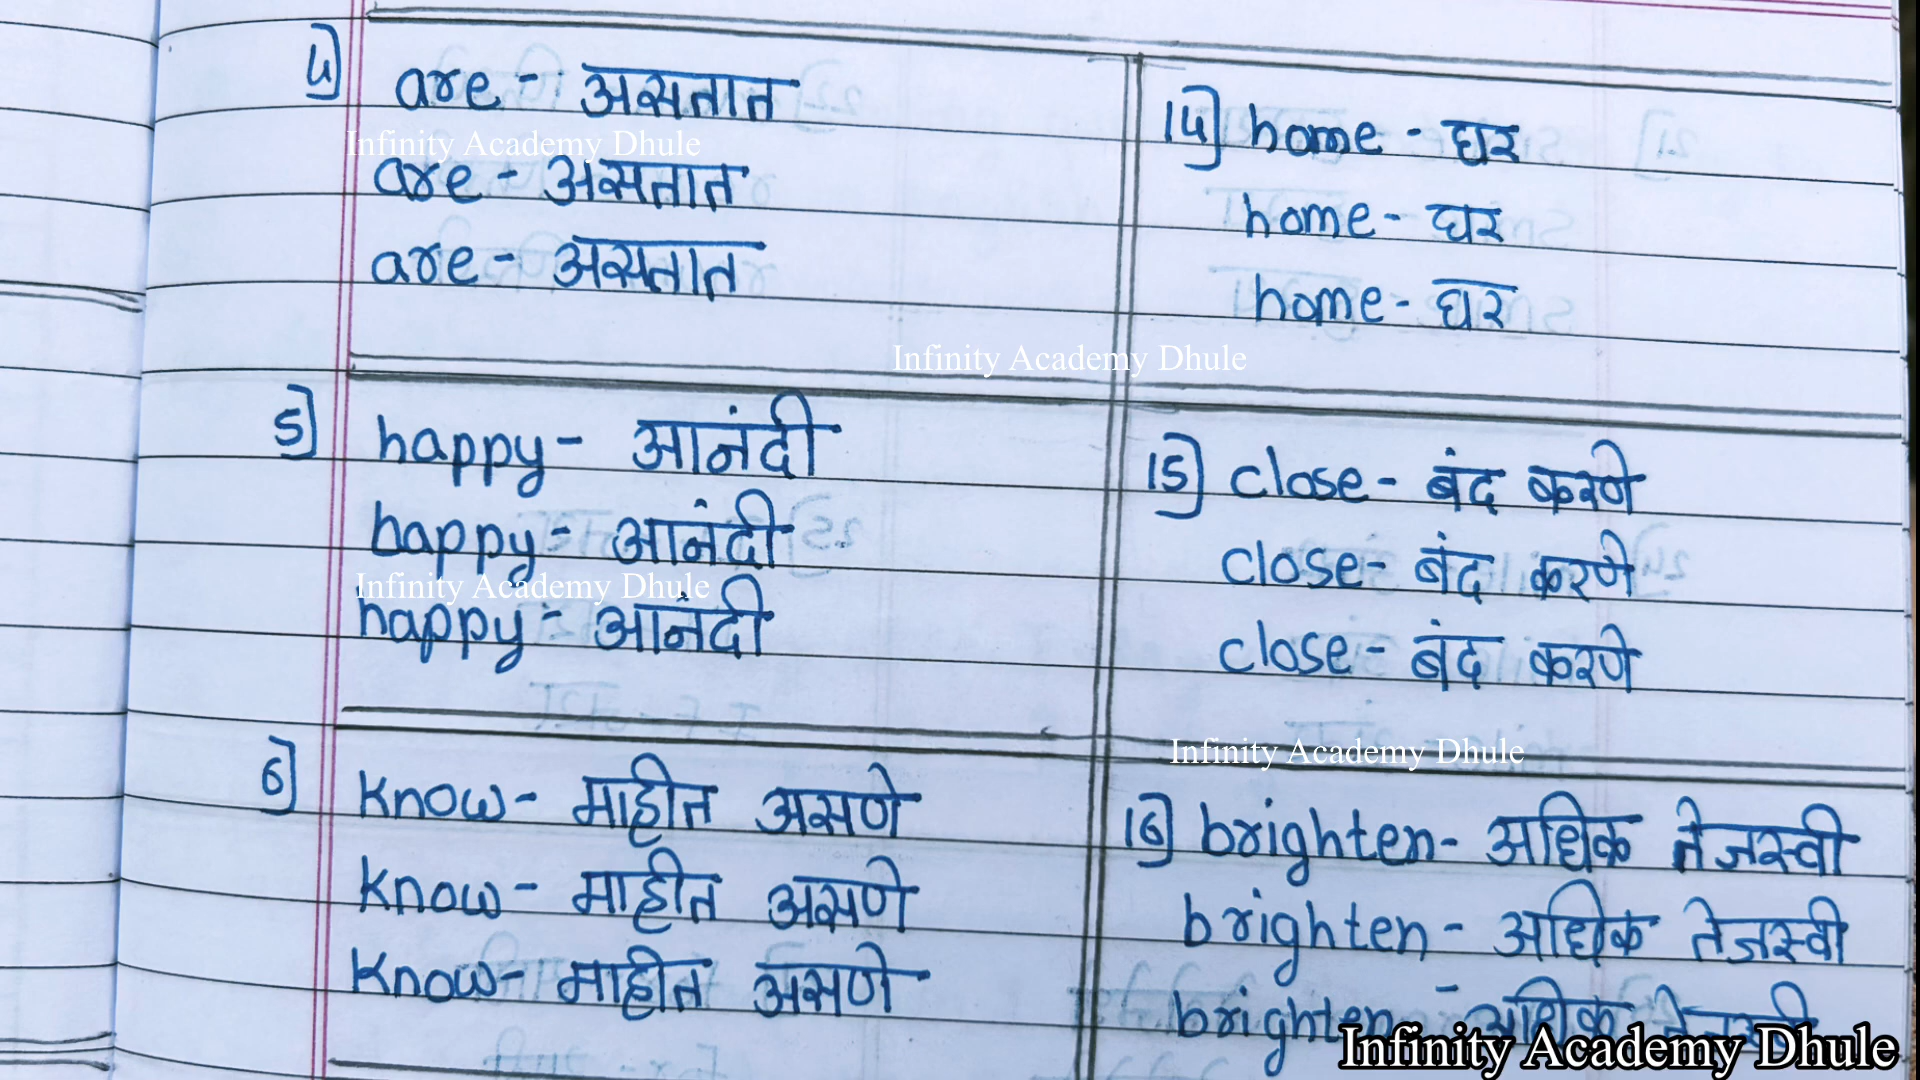 4] are - असतात
are - असतात
are - असतात
5] happy - आनंदी
happy - आनंदी
happy - आनंदी
6] know - माहीत असणे
know - माहीत असणे
know - माहीत असणे
14] home - घर
home - घर
home - घर
15] close - बंद करणे
close - बंद करणे
close - बंद करणे
16] brighten - अधिक तेजस्वी
brighten - अधिक तेजस्वी
brighten - अधिक तेजस्वी
Infinity Academy Dhule
Infinity Academy Dhule
Infinity Academy Dhule
Infinity Academy Dhule
Infinity Academy Dhule